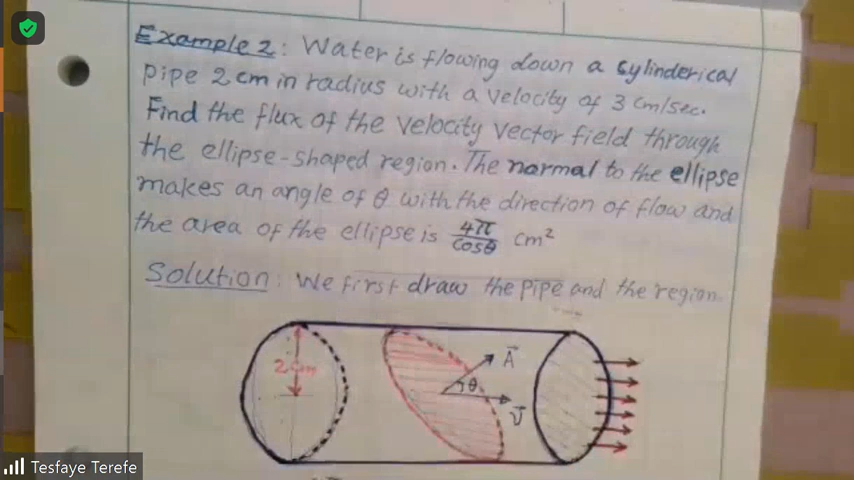 Example 2: Water is flowing down a cylinderical
pipe 2 cm in radius with a velocity of 3 cm/sec.
Find the flux of the velocity vector field through
the ellipse-shaped region. The normal to the ellipse
makes an angle of θ with the direction of flow and
the area of the ellipse is 4π/cosθ cm²
Solution: We first draw the pipe and the region.
2cm
A⃗
θ
v⃗
Tesfaye Terefe